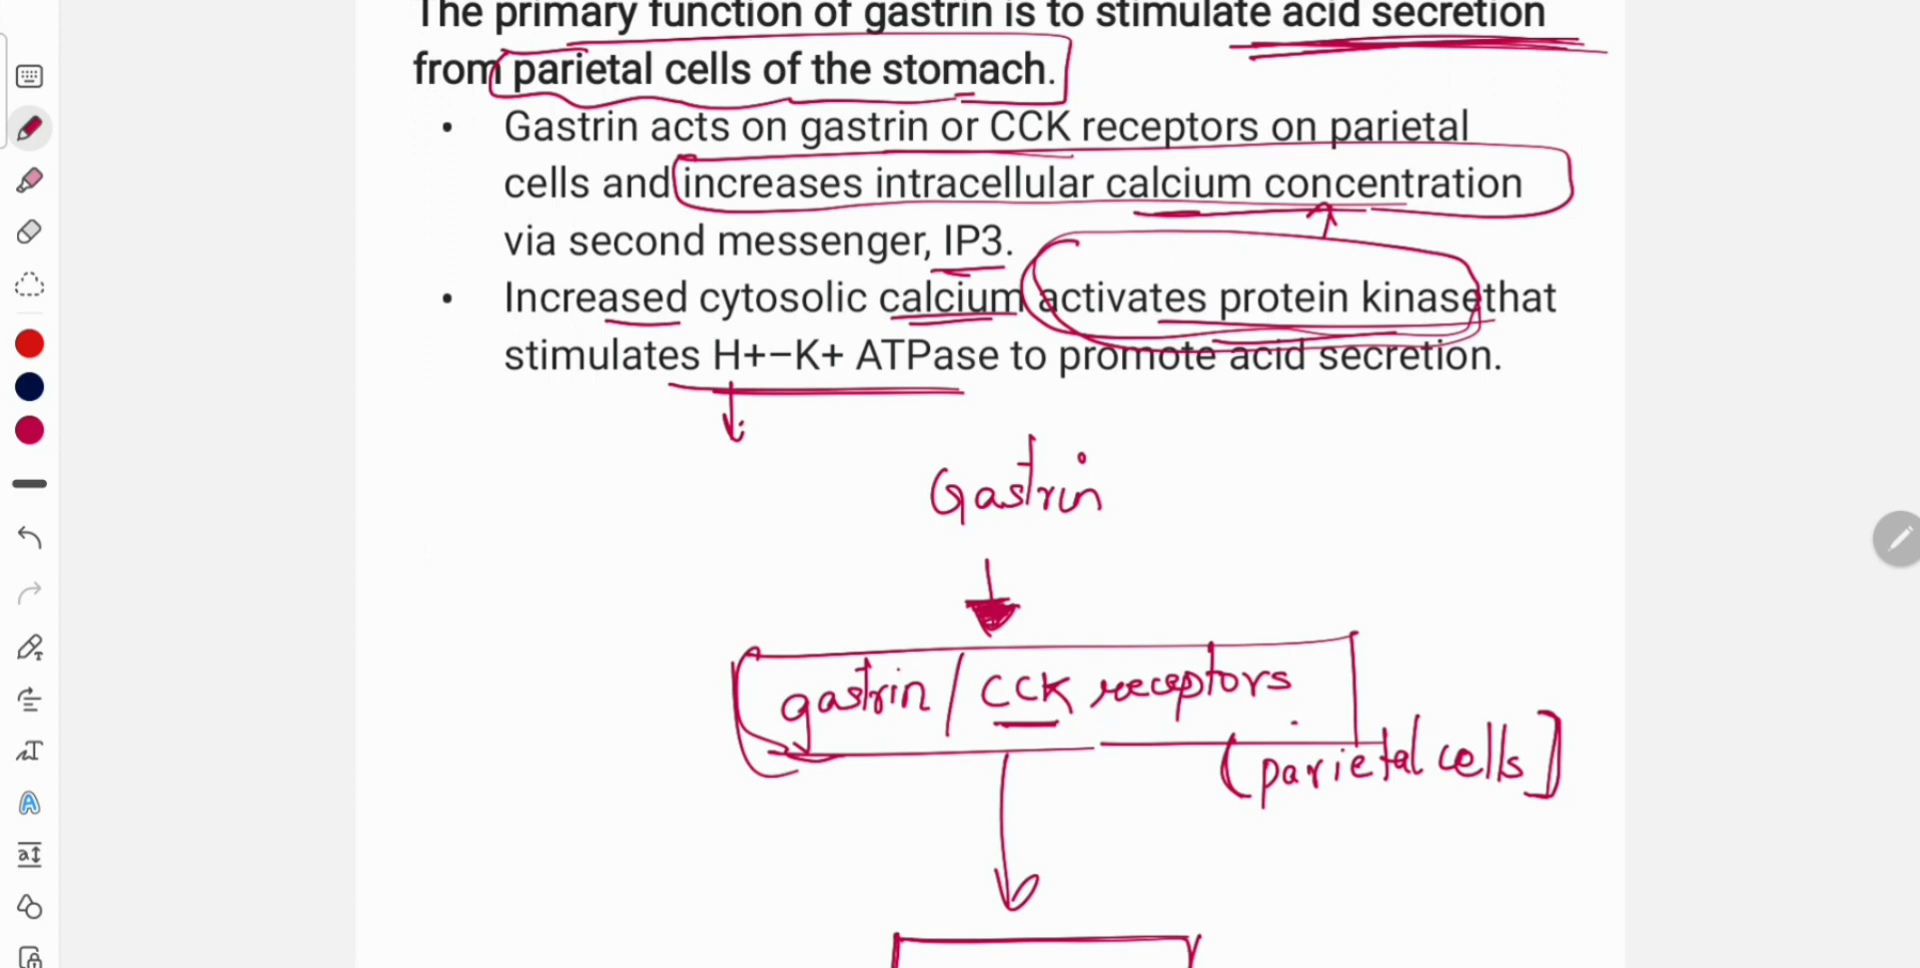 The primary function of gastrin is to stimulate acid secretion
from parietal cells of the stomach.
• Gastrin acts on gastrin or CCK receptors on parietal
cells and increases intracellular calcium concentration
via second messenger, IP3.
• Increased cytosolic calcium activates protein kinase that
stimulates H+–K+ ATPase to promote acid secretion.
Gastrin
gastrin / CCK receptors
(parietal cells]